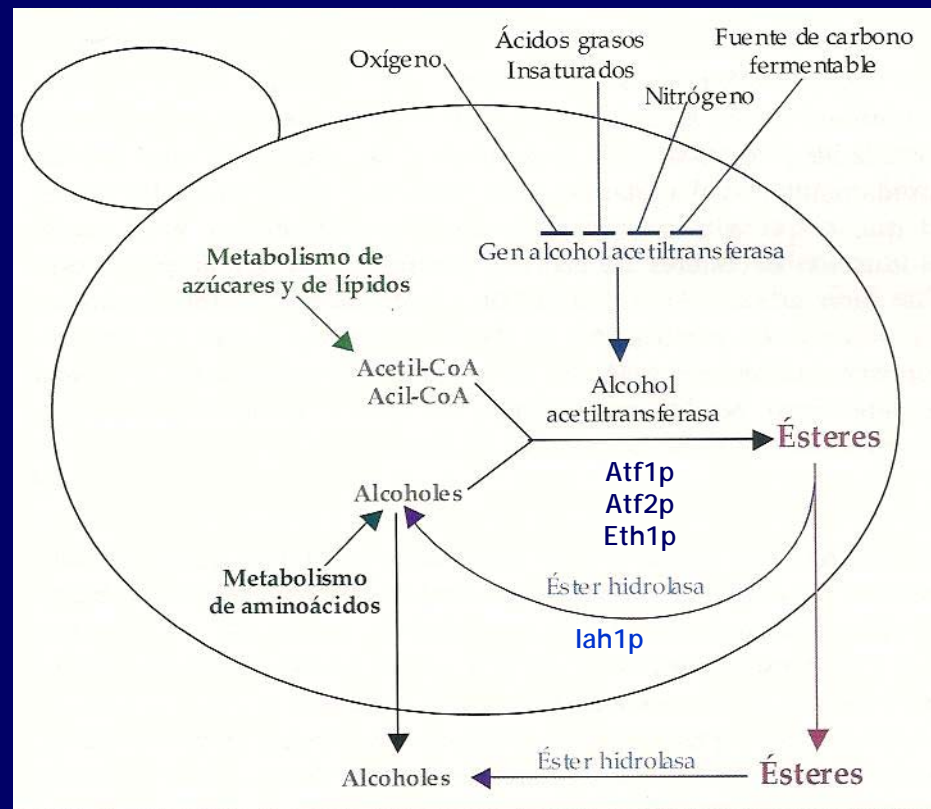 Oxígeno
Ácidos grasos
Insaturados
Nitrógeno
Fuente de carbono
fermentable
Gen alcohol acetiltransferasa
Metabolismo de
azúcares y de lípidos
Acetil-CoA
Acil-CoA
Alcohol
acetiltransferasa
Ésteres
Atf1p
Atf2p
Eth1p
Alcoholes
Metabolismo
de aminoácidos
Éster hidrolasa
Iah1p
Alcoholes
Éster hidrolasa
Ésteres